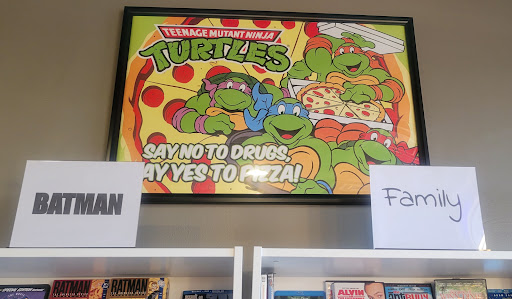 TEENAGE MUTANT NINJA
TURTLES
SAY NO TO DRUGS,
AY YES TO PIZZA!
BATMAN
Family
BATMAN
BATMAN
ALVIN